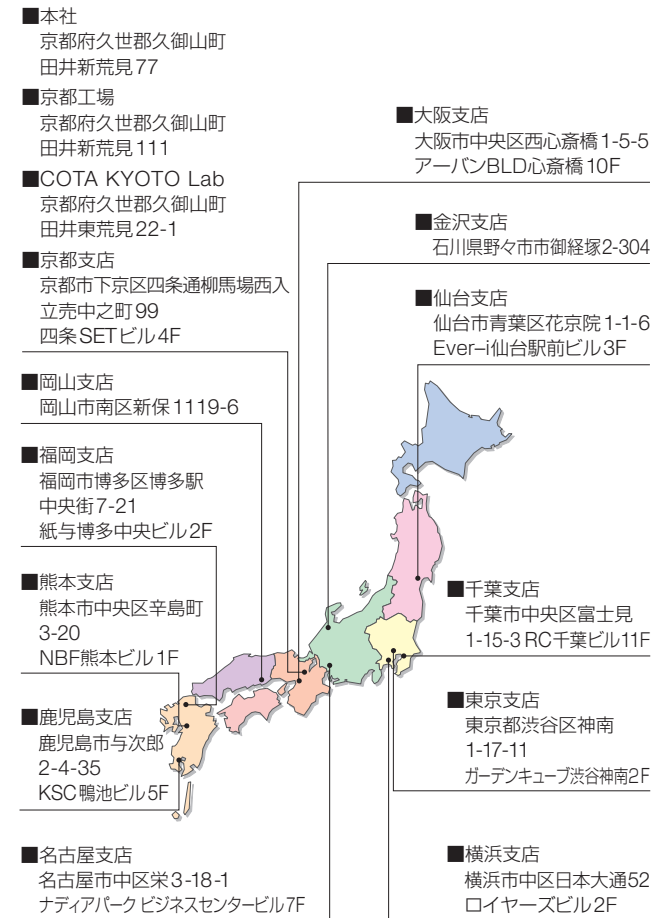 ■本社
京都府久世郡久御山町
田井新荒見77
■京都工場
京都府久世郡久御山町
田井新荒見111
■COTA KYOTO Lab
京都府久世郡久御山町
田井東荒見22-1
■京都支店
京都市下京区四条通柳馬場西入
立売中之町99
四条SETビル4F
■岡山支店
岡山市南区新保1119-6
■福岡支店
福岡市博多区博多駅
中央街7-21
紙与博多中央ビル2F
■熊本支店
熊本市中央区辛島町
3-20
NBF熊本ビル1F
■鹿児島支店
鹿児島市与次郎
2-4-35
KSC鴨池ビル5F
■名古屋支店
名古屋市中区栄3-18-1
ナディアパーク ビジネスセンタービル7F
■大阪支店
大阪市中央区西心斎橋1-5-5
アーバンBLD心斎橋10F
■金沢支店
石川県野々市市御経塚2-304
■仙台支店
仙台市青葉区花京院1-1-6
Ever–i仙台駅前ビル3F
■千葉支店
千葉市中央区富士見
1-15-3 RC千葉ビル11F
■東京支店
東京都渋谷区神南
1-17-11
ガーデンキューブ渋谷神南2F
■横浜支店
横浜市中区日本大通52
ロイヤーズビル2F